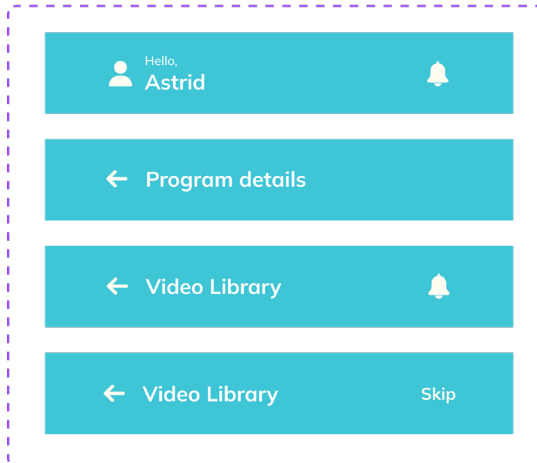 Hello,
Astrid
Program details
Video Library
Video Library
Skip